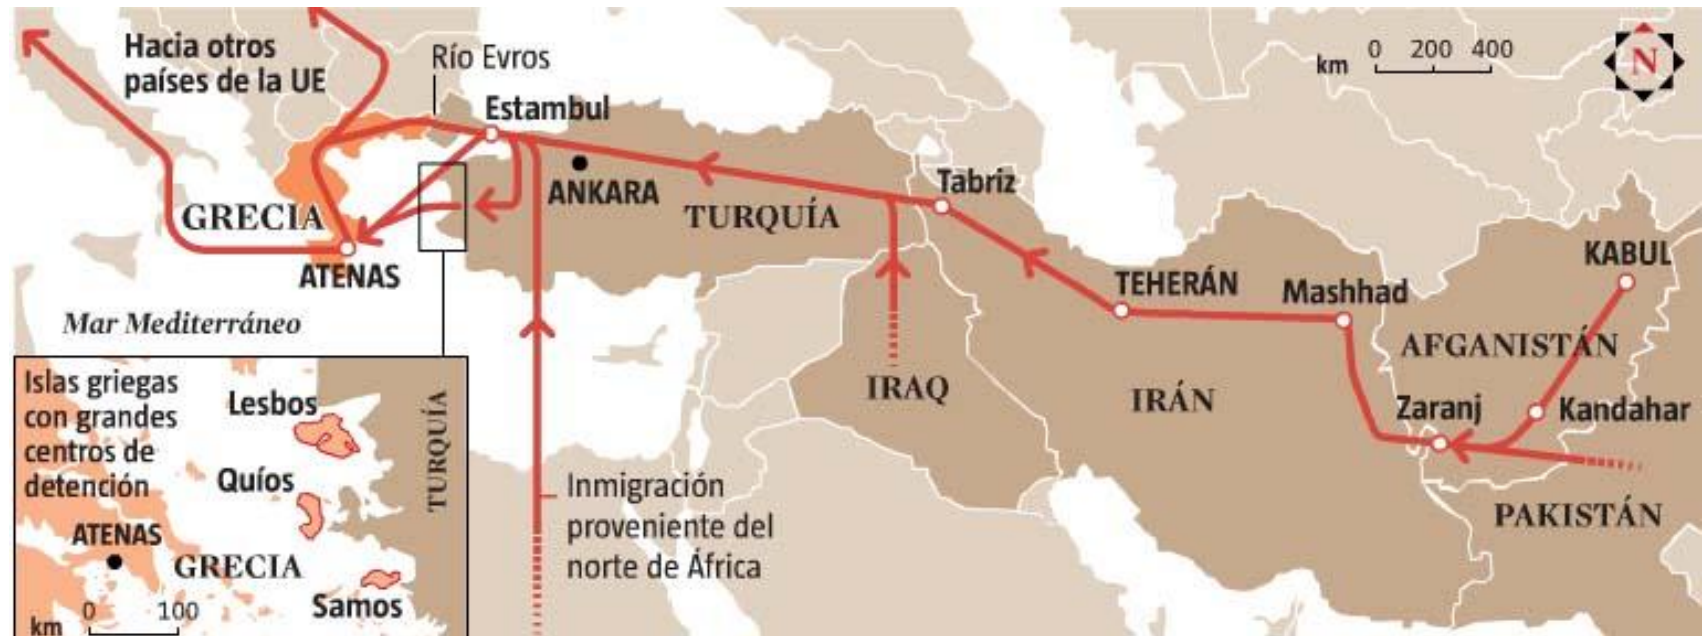 Hacia otros
países de la UE
Río Evros
Estambul
ANKARA
TURQUÍA
Tabriz
GRECIA
ATENAS
Mar Mediterráneo
km
0 200 400
N
TEHERÁN
Mashhad
KABUL
AFGANISTÁN
IRAQ
IRÁN
Zaranj
Kandahar
PAKISTÁN
Inmigración
proveniente del
norte de África
Islas griegas
con grandes
centros de
detención
Lesbos
TURQUÍA
Quíos
ATENAS
GRECIA
Samos
0 100
km